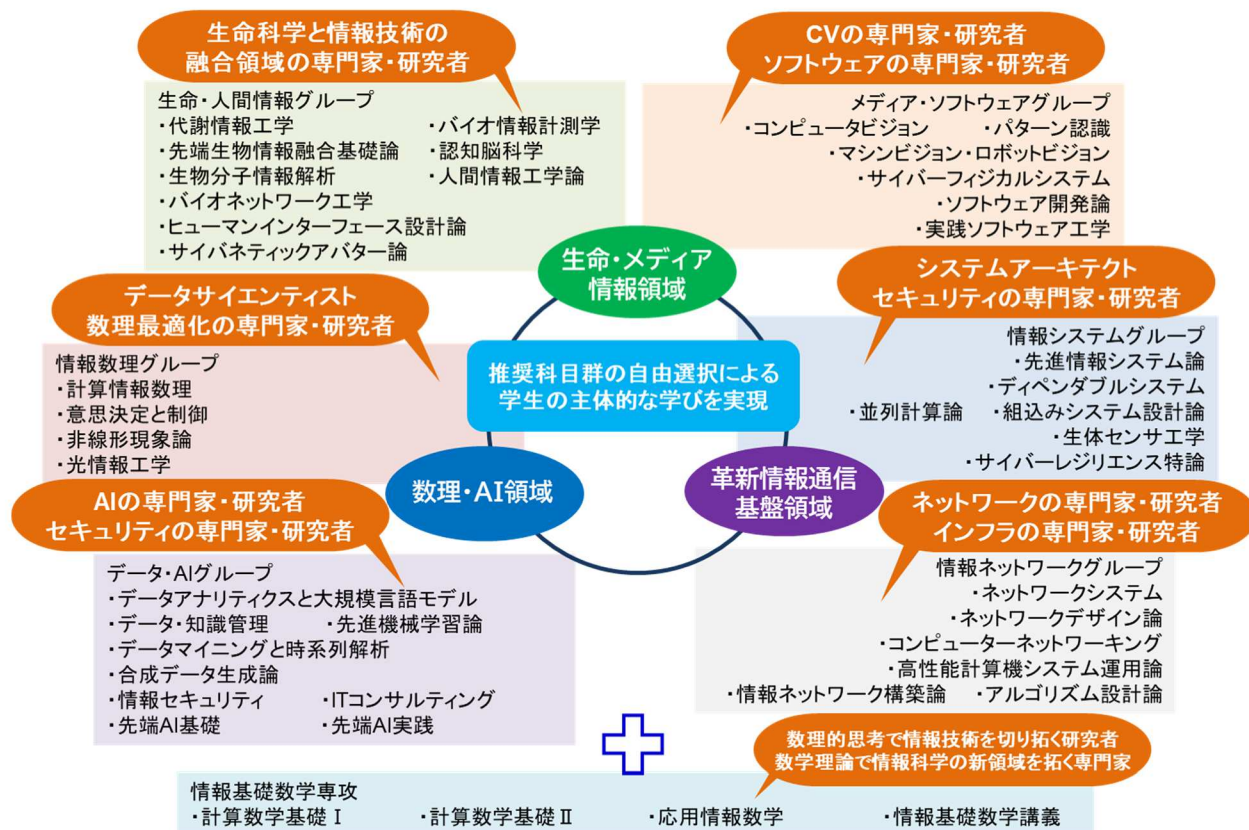 生命科学と情報技術の
融合領域の専門家・研究者
生命・人間情報グループ
・代謝情報工学 ・バイオ情報計測学
・先端生物情報融合基礎論 ・認知脳科学
・生物分子情報解析 ・人間情報工学論
・バイオネットワーク工学
・ヒューマンインターフェース設計論
・サイバネティックアバター論
CVの専門家・研究者
ソフトウェアの専門家・研究者
メディア・ソフトウェアグループ
・コンピュータビジョン ・パターン認識
・マシンビジョン・ロボットビジョン
・サイバーフィジカルシステム
・ソフトウェア開発論
・実践ソフトウェア工学
生命・メディア
情報領域
データサイエンティスト
数理最適化の専門家・研究者
情報数理グループ
・計算情報数理
・意思決定と制御
・非線形現象論
・光情報工学
推奨科目群の自由選択による
学生の主体的な学びを実現
システムアーキテクト
セキュリティの専門家・研究者
情報システムグループ
・先進情報システム論
・ディペンダブルシステム
・並列計算論 ・組込みシステム設計論
・生体センサ工学
・サイバーレジリエンス特論
数理・AI領域
革新情報通信
基盤領域
AIの専門家・研究者
セキュリティの専門家・研究者
データ・AIグループ
・データアナリティクスと大規模言語モデル
・データ・知識管理 ・先進機械学習論
・データマイニングと時系列解析
・合成データ生成論
・情報セキュリティ ・ITコンサルティング
・先端AI基礎 ・先端AI実践
ネットワークの専門家・研究者
インフラの専門家・研究者
情報ネットワークグループ
・ネットワークシステム
・ネットワークデザイン論
・コンピューターネットワーキング
・高性能計算機システム運用論
・情報ネットワーク構築論 ・アルゴリズム設計論
数理的思考で情報技術を切り拓く研究者
数学理論で情報科学の新領域を拓く専門家
情報基礎数学専攻
・計算数学基礎Ⅰ ・計算数学基礎Ⅱ ・応用情報数学 ・情報基礎数学講義